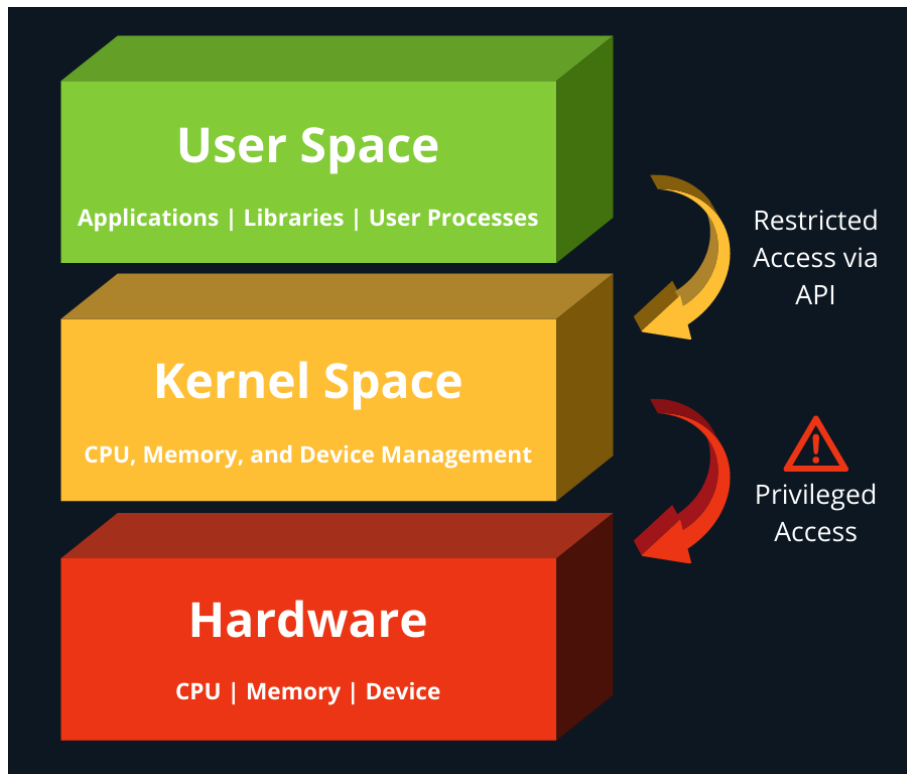 User Space
Applications | Libraries | User Processes
Restricted
Access via
API
Kernel Space
CPU, Memory, and Device Management
Privileged
Access
Hardware
CPU | Memory | Device